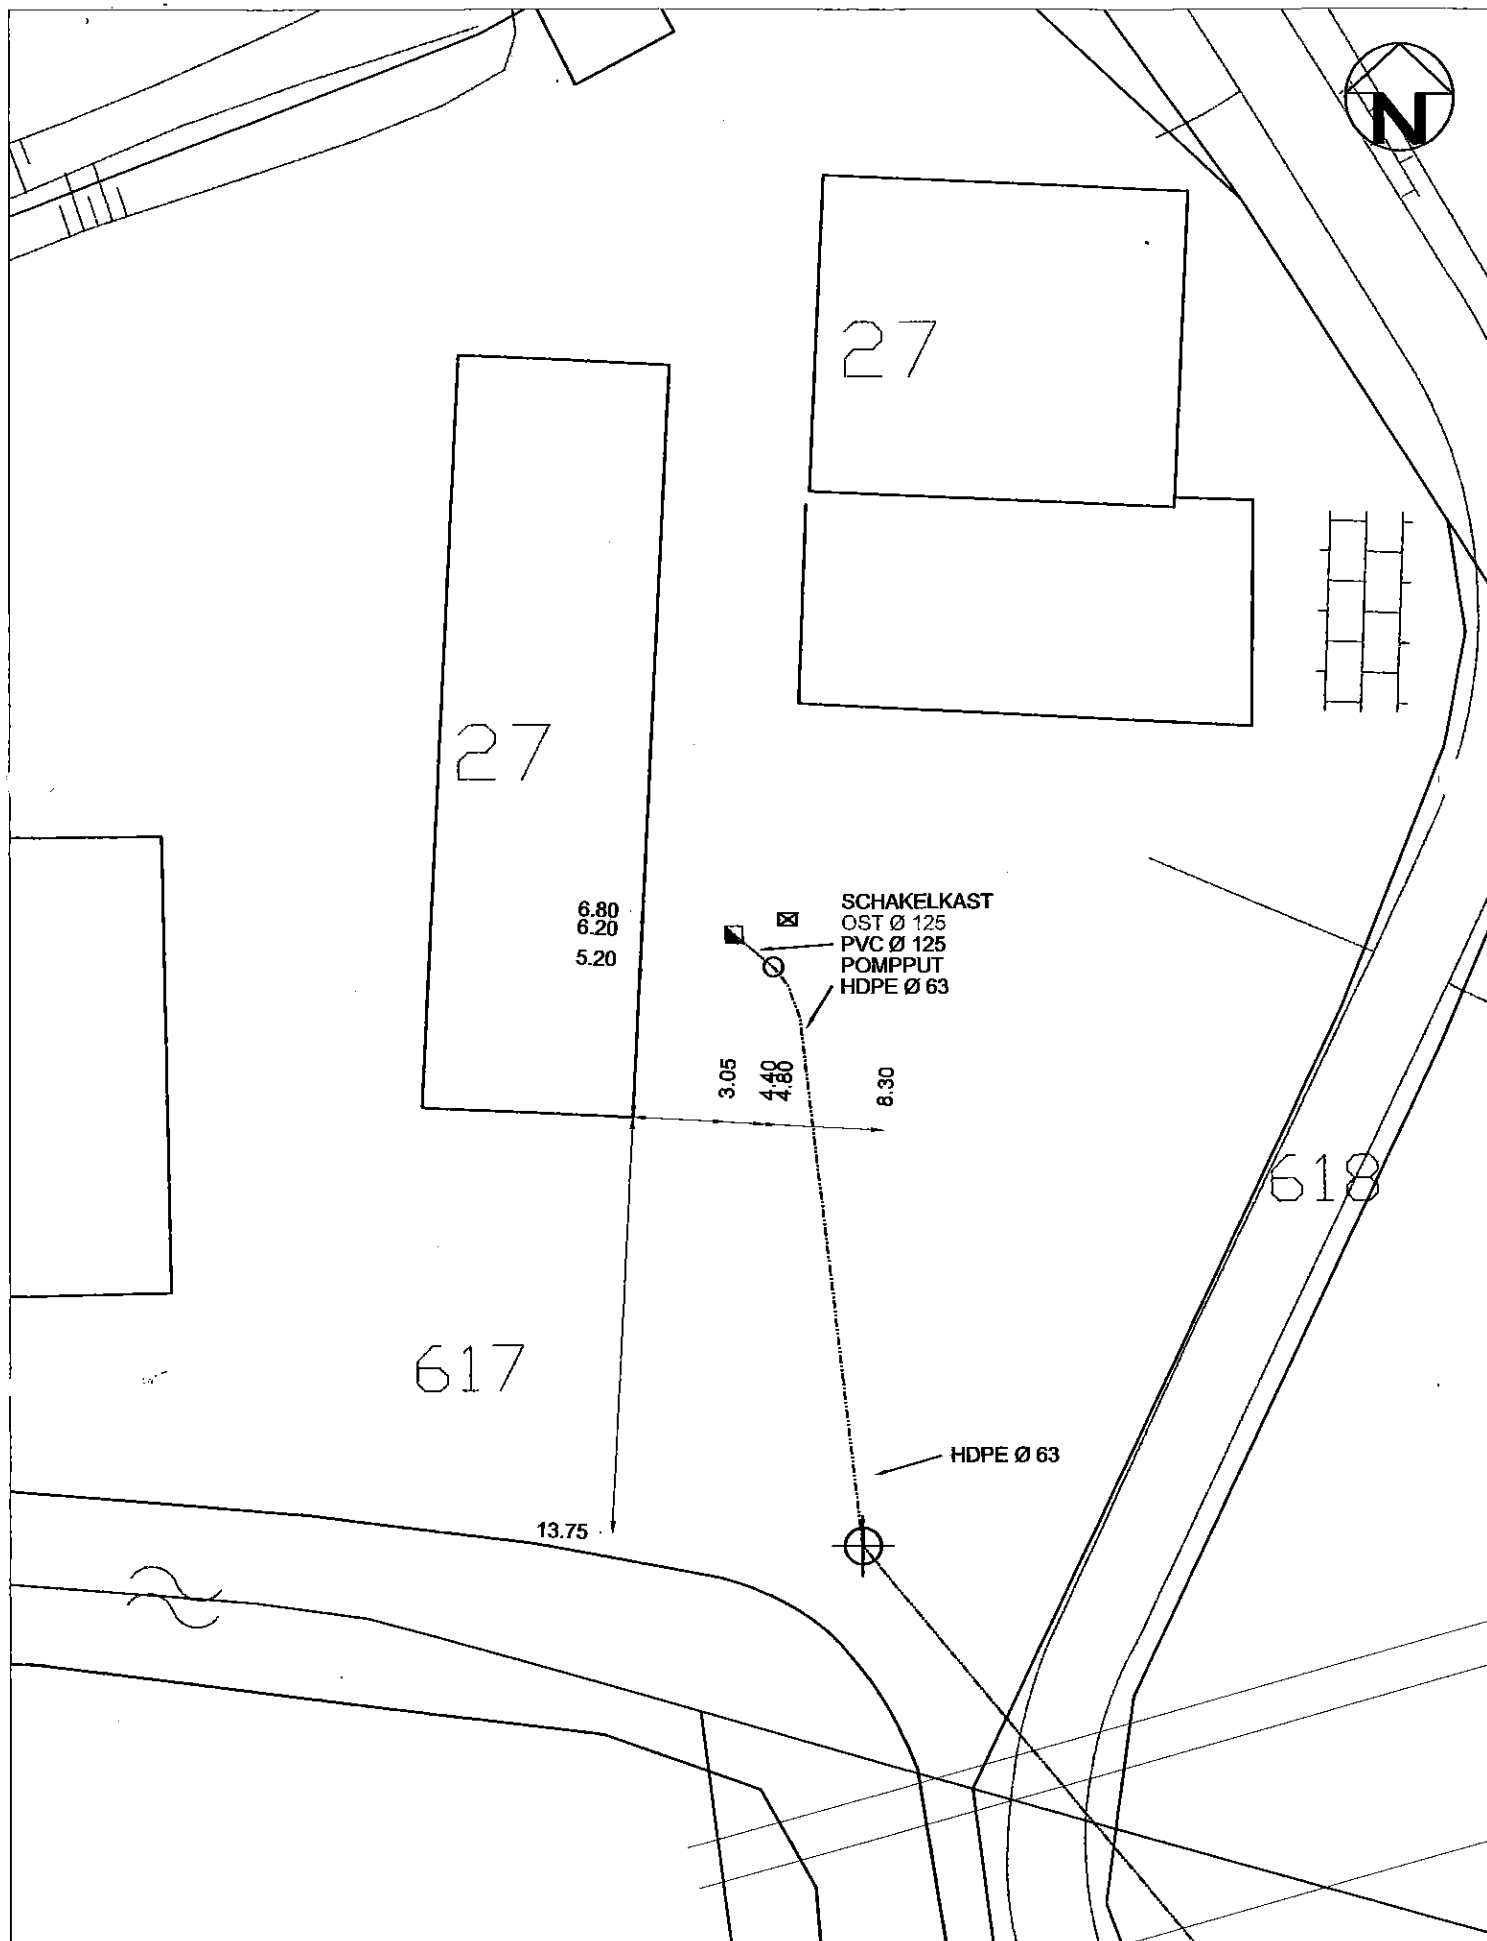 N
27
27
6.80
6.20
5.20
SCHAKELKAST
OST Ø 125
PVC Ø 125
POMPPUT
HDPE Ø 63
3.05
4.40
4.80
8.30
618
617
HDPE Ø 63
13.75